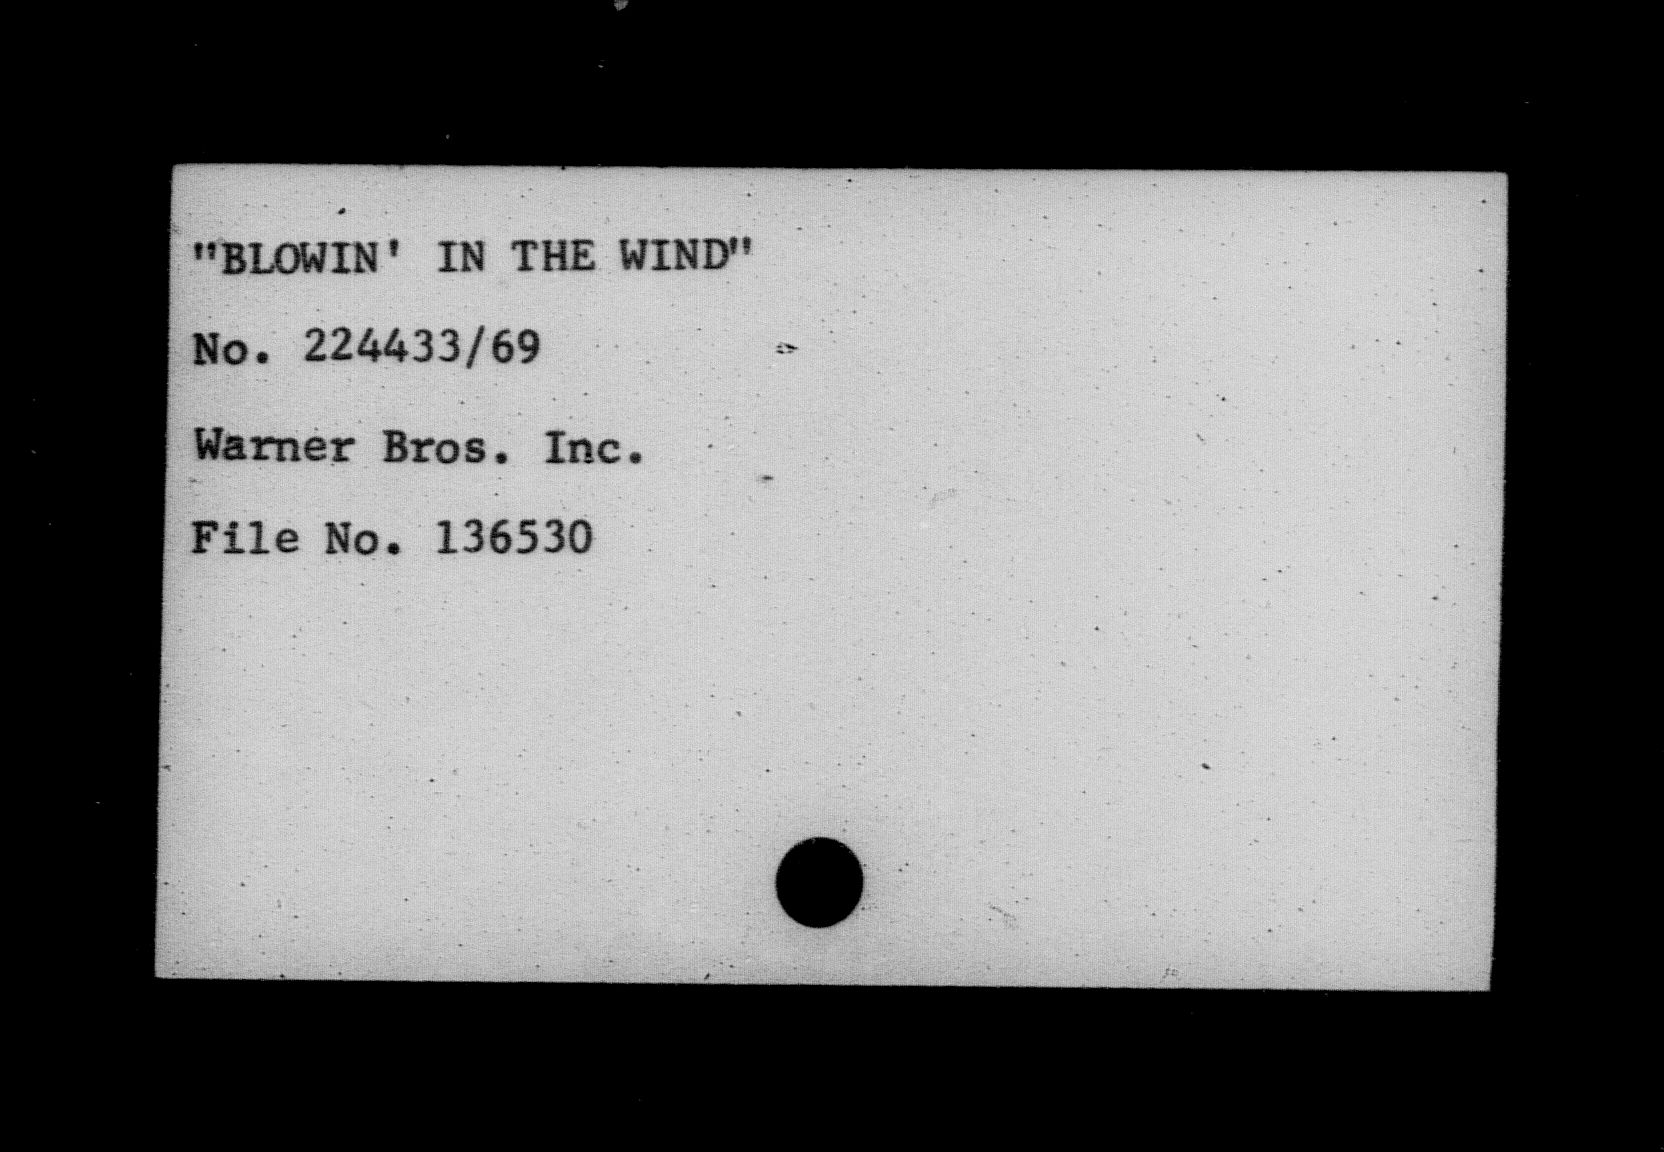 "BLOWIN' IN THE WIND"
No. 224433/69
Warner Bros. Inc.
File No. 136530